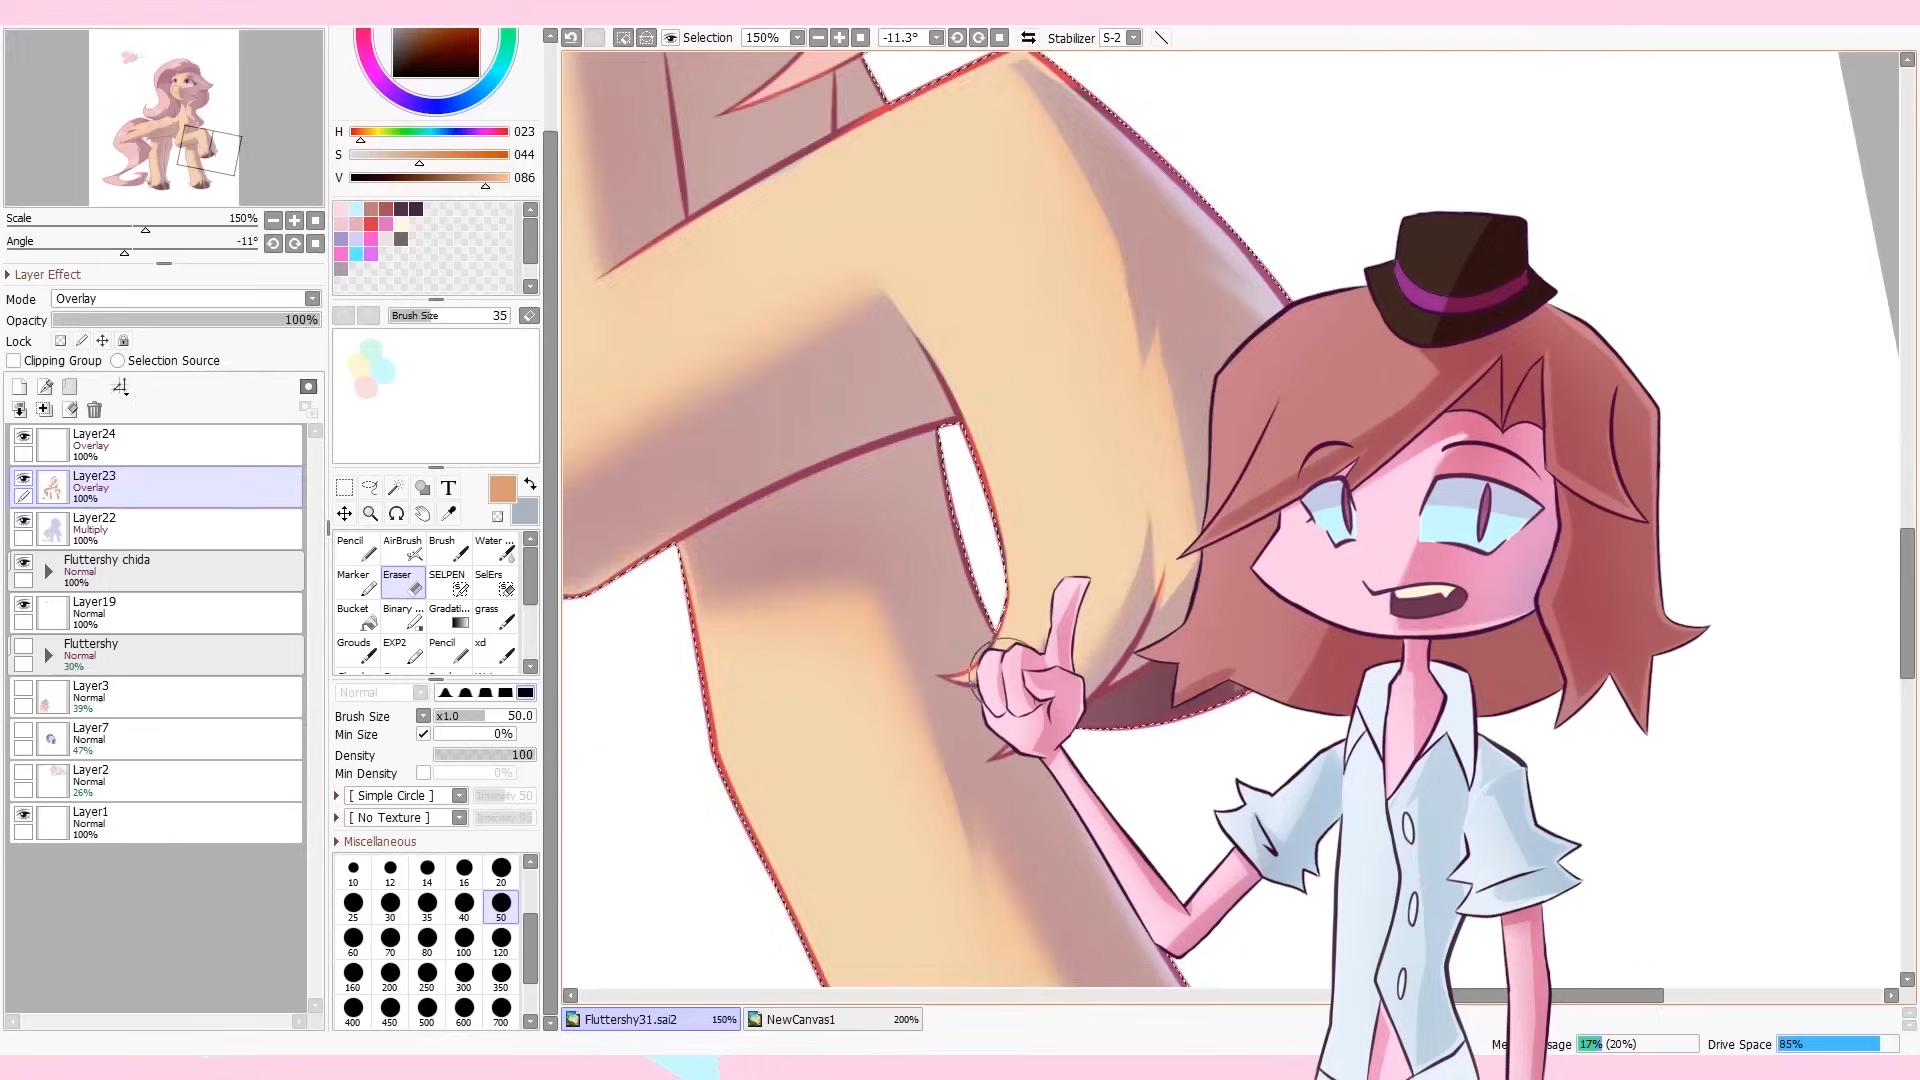 Selection 150% -11.3° Stabilizer S-2
H 023
S 044
V 086
Scale 150%
Angle -11°
Layer Effect
Mode Overlay
Opacity 100%
Lock
Clipping Group Selection Source
Brush Size 35
Layer24
Overlay
100%
Layer23
Overlay
100%
Layer22
Multiply
100%
Fluttershy chida
Normal
100%
Layer19
Normal
100%
Fluttershy
Normal
30%
Layer3
Normal
39%
Layer7
Normal
47%
Layer2
Normal
26%
Layer1
Normal
100%
T
Pencil AirBrush Brush Water ...
Marker Eraser SELPEN SelErs
Bucket Binary ... Gradati... grass
Grouds EXP2 Pencil xd
Normal
Brush Size x1.0 50.0
Min Size 0%
Density 100
Min Density 0%
[ Simple Circle ] Intensity 50
[ No Texture ] Intensity 95
Miscellaneous
10 12 14 16 20
25 30 35 40 50
60 70 80 100 120
160 200 250 300 350
400 450 500 600 700
Fluttershy31.sai2 150% NewCanvas1 200%
17% (20%) Drive Space 85%